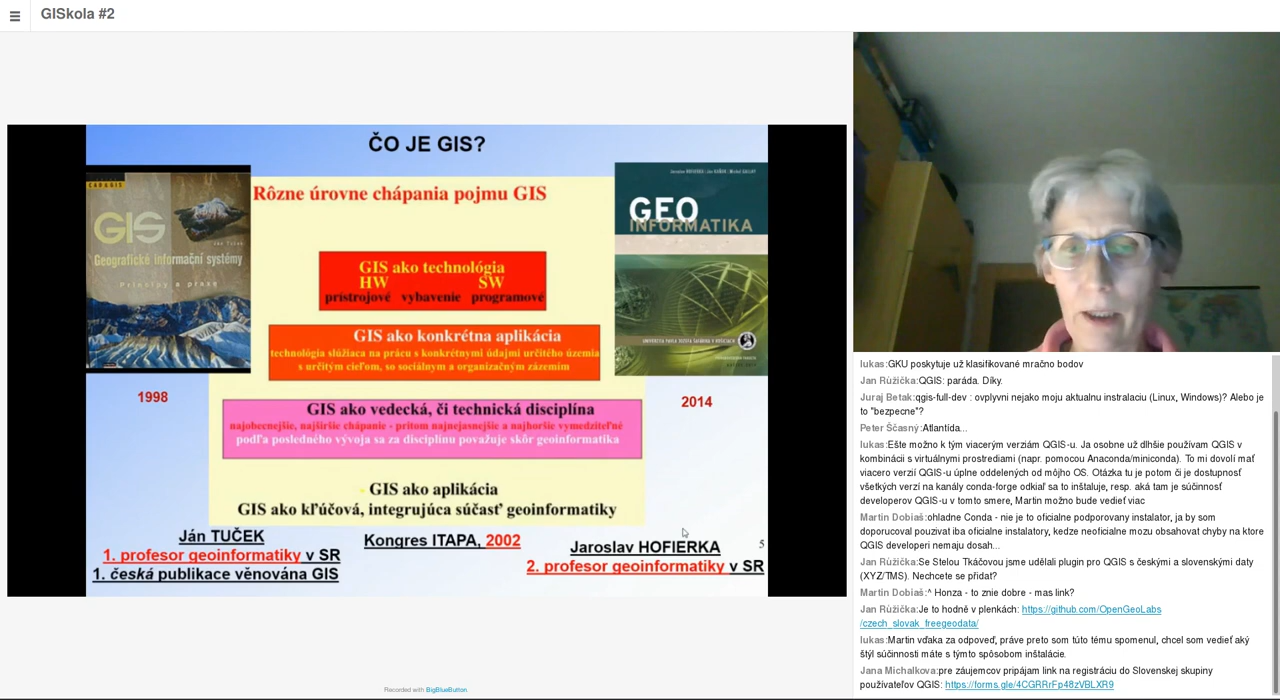 GISkola #2
ČO JE GIS?
Rôzne úrovne chápania pojmu GIS
GIS ako technológia
HW SW
prístrojové vybavenie programové
GIS ako konkrétna aplikácia
technológia slúžiaca na prácu s konkrétnymi údajmi určitého územia
s určitým cieľom, so sociálnym a organizačným zázemím
GIS ako vedecká, či technická disciplína
najobecnejšie, najširšie chápanie - pritom najnejasnejšie a najhoršie vymedziteľné
podľa posledného vývoja sa za disciplínu považuje skôr geoinformatika
GIS ako aplikácia
GIS ako kľúčová, integrujúca súčasť geoinformatiky
GIS
Ján Tuček
Geografické informační systémy
Principy a praxe
1998
GEO
INFORMATIKA
2014
Ján TUČEK
1. profesor geoinformatiky v SR
1. česká publikace věnována GIS
Kongres ITAPA, 2002
Jaroslav HOFIERKA
2. profesor geoinformatiky v SR
5
Recorded with BigBlueButton.
lukas:GKU poskytuje už klasifikované mračno bodov
Jan Růžička:QGIS: paráda. Díky.
Juraj Betak:qgis-full-dev : ovplyvni nejako moju aktualnu instalaciu (Linux, Windows)? Alebo je
to "bezpecne"?
Peter Ščasný:Atlantída...
lukas:Ešte možno k tým viacerým verziám QGIS-u. Ja osobne už dlhšie používam QGIS v
kombinácii s virtuálnymi prostrediami (napr. pomocou Anaconda/miniconda). To mi dovolí mať
viacero verzií QGIS-u úplne oddelených od môjho OS. Otázka tu je potom či je dostupnosť
všetkých verzí na kanály conda-forge odkiaľ sa to inštaluje, resp. aká tam je súčinnosť
developerov QGIS-u v tomto smere, Martin možno bude vedieť viac
Martin Dobiaš:ohladne Conda - nie je to oficialne podporovany instalator, ja by som
doporucoval pouzivat iba oficialne instalatory, kedze neoficialne mozu obsahovat chyby na ktore
QGIS developeri nemaju dosah...
Jan Růžička:Se Stelou Tkáčovou jsme udělali plugin pro QGIS s českými a slovenskými daty
(XYZ/TMS). Nechcete se přidat?
Martin Dobiaš:^ Honza - to znie dobre - mas link?
Jan Růžička:Je to hodně v plenkách: https://github.com/OpenGeoLabs
/czech_slovak_freegeodata/
lukas:Martin vďaka za odpoveď, práve preto som túto tému spomenul, chcel som vedieť aký
štýl súčinnosti máte s týmto spôsobom inštalácie.
Jana Michalkova:pre záujemcov pripájam link na registráciu do Slovenskej skupiny
používateľov QGIS: https://forms.gle/4CGRRrFp48zVBLXR9